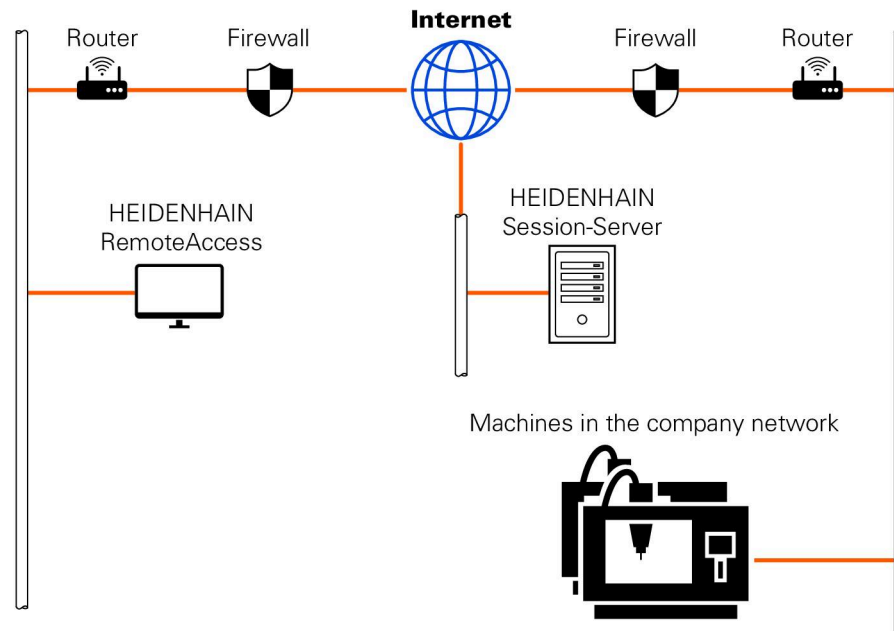 Internet
Router
Firewall
Firewall
Router
HEIDENHAIN
RemoteAccess
HEIDENHAIN
Session-Server
Machines in the company network